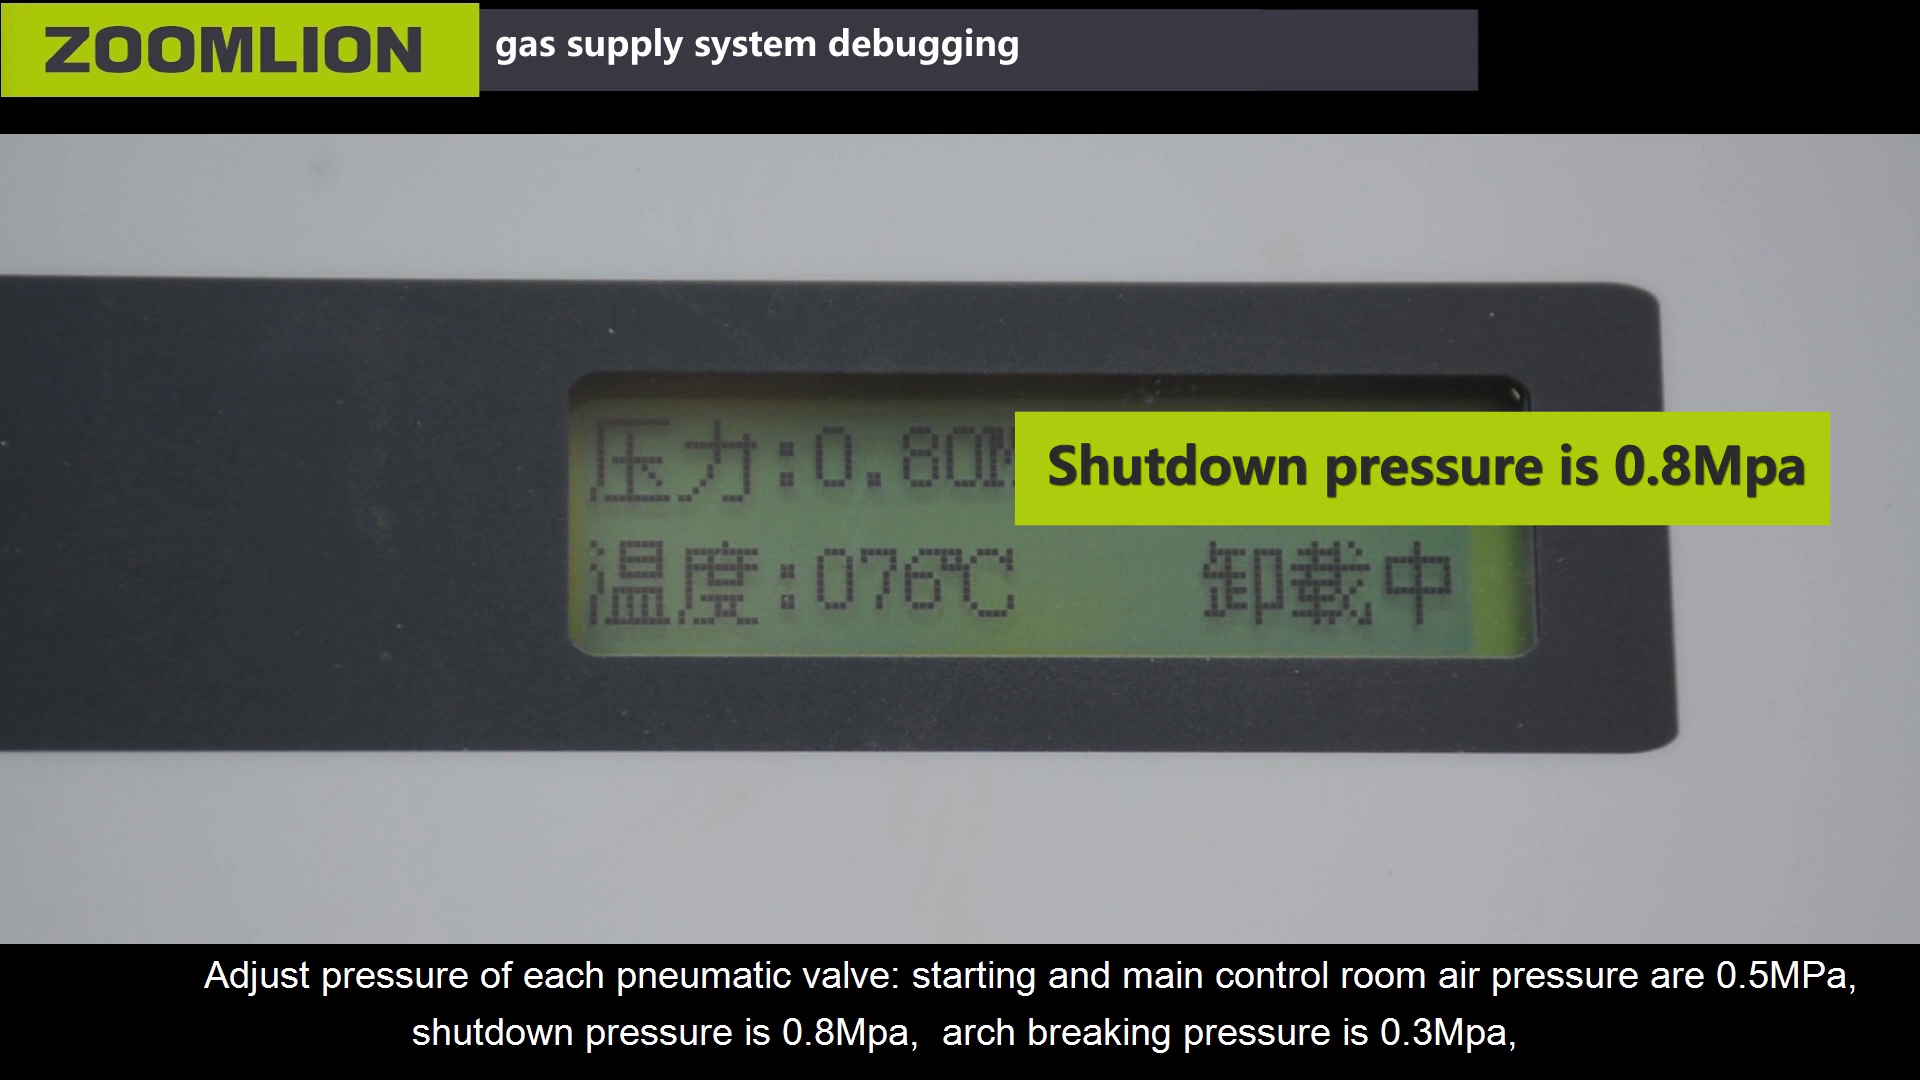 ZOOMLION
gas supply system debugging
压力:0.80M
Shutdown pressure is 0.8Mpa
温度:076℃ 卸载中
Adjust pressure of each pneumatic valve: starting and main control room air pressure are 0.5MPa,
shutdown pressure is 0.8Mpa, arch breaking pressure is 0.3Mpa,